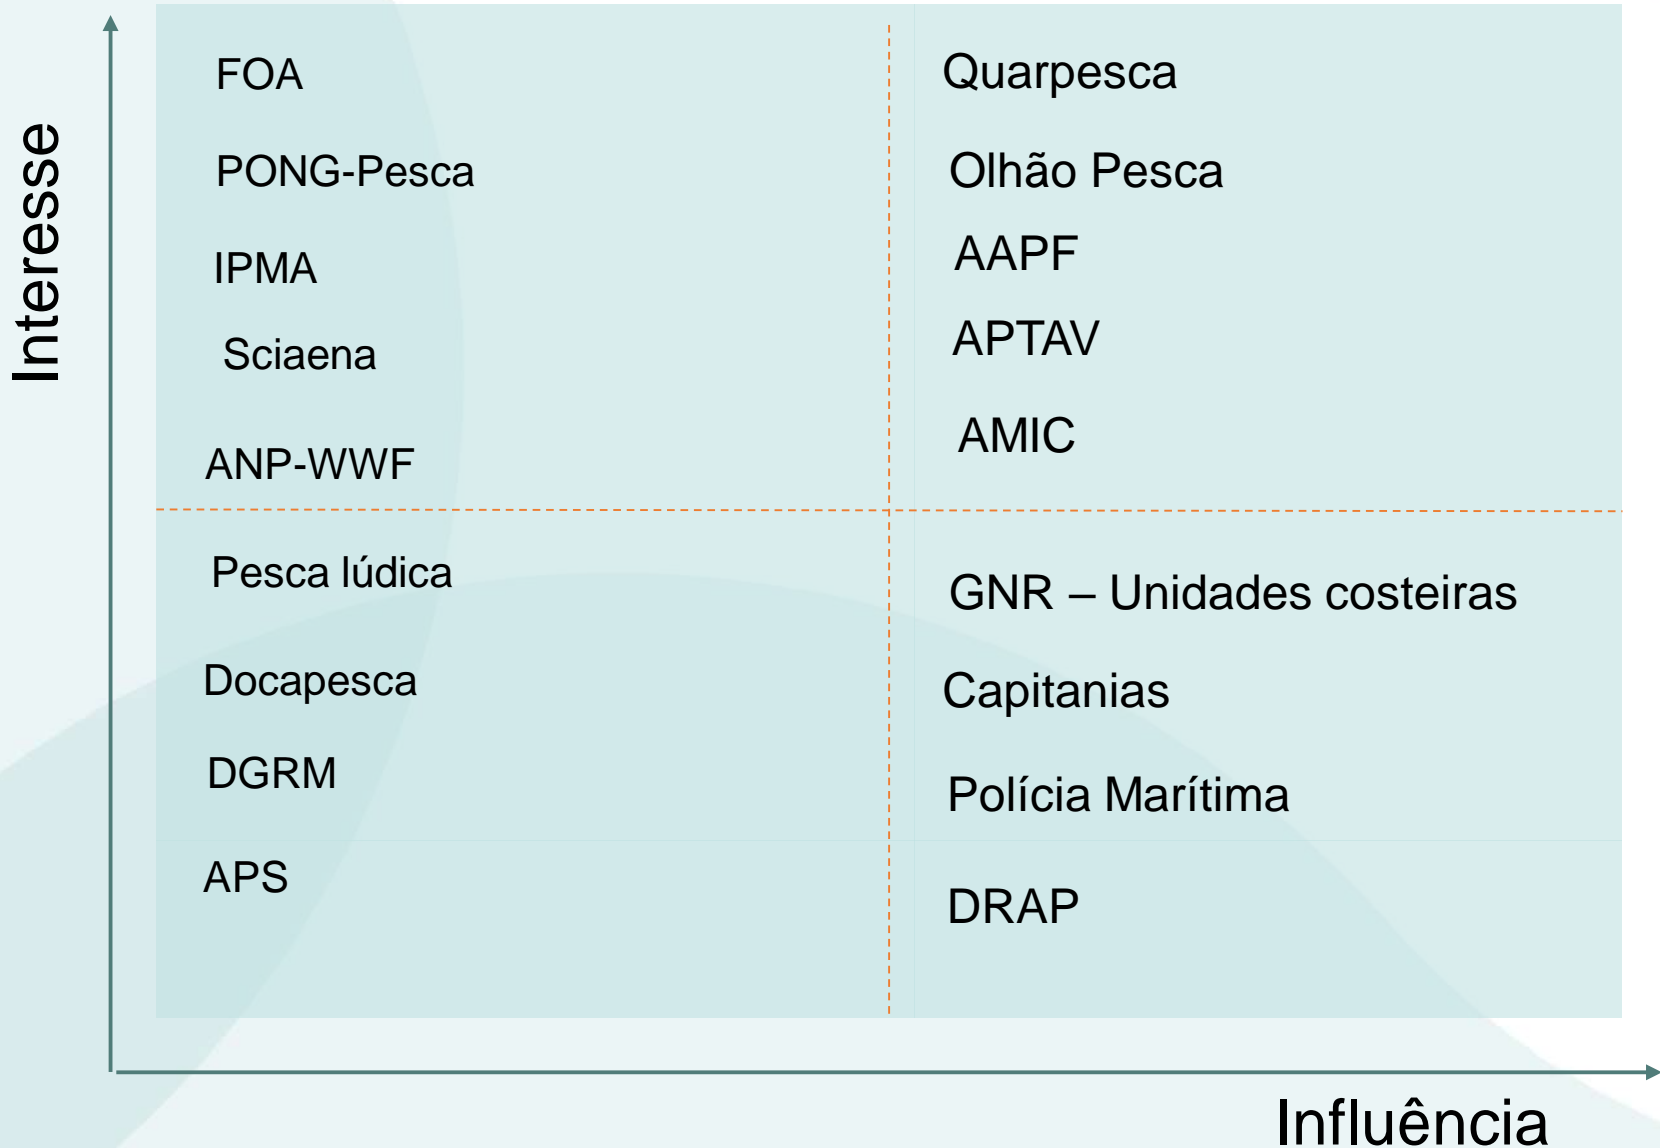 Interesse
FOA
PONG-Pesca
IPMA
Sciaena
ANP-WWF
Quarpesca
Olhão Pesca
AAPF
APTAV
AMIC
Pesca lúdica
Docapesca
DGRM
APS
GNR – Unidades costeiras
Capitanias
Polícia Marítima
DRAP
Influência